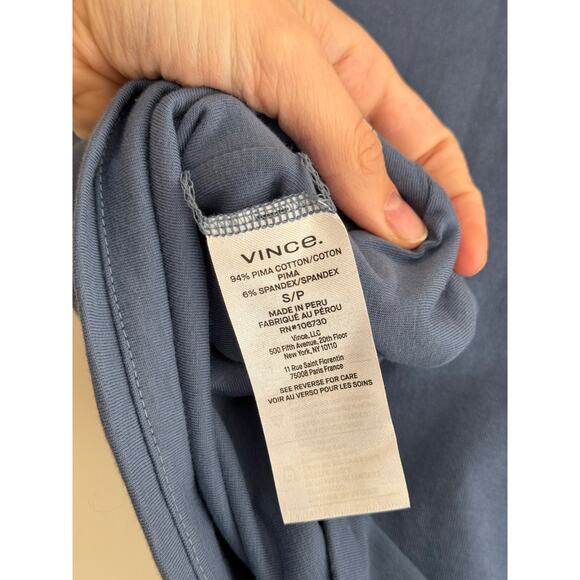 VINCE.
94% PIMA COTTON/COTON
PIMA
6% SPANDEX/SPANDEX
S/P
MADE IN PERU
FABRIQUÉ AU PÉROU
RN#106730
Vince, LLC
500 Fifth Avenue, 20th Floor
New York, NY 10110
11 Rue Saint Florentin
75008 Paris France
SEE REVERSE FOR CARE
VOIR AU VERSO POUR LES SOINS